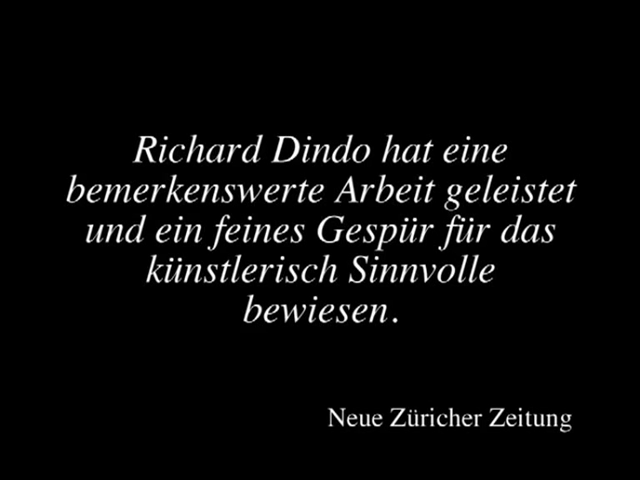 Richard Dindo hat eine
bemerkenswerte Arbeit geleistet
und ein feines Gespür für das
künstlerisch Sinnvolle
bewiesen.
Neue Züricher Zeitung